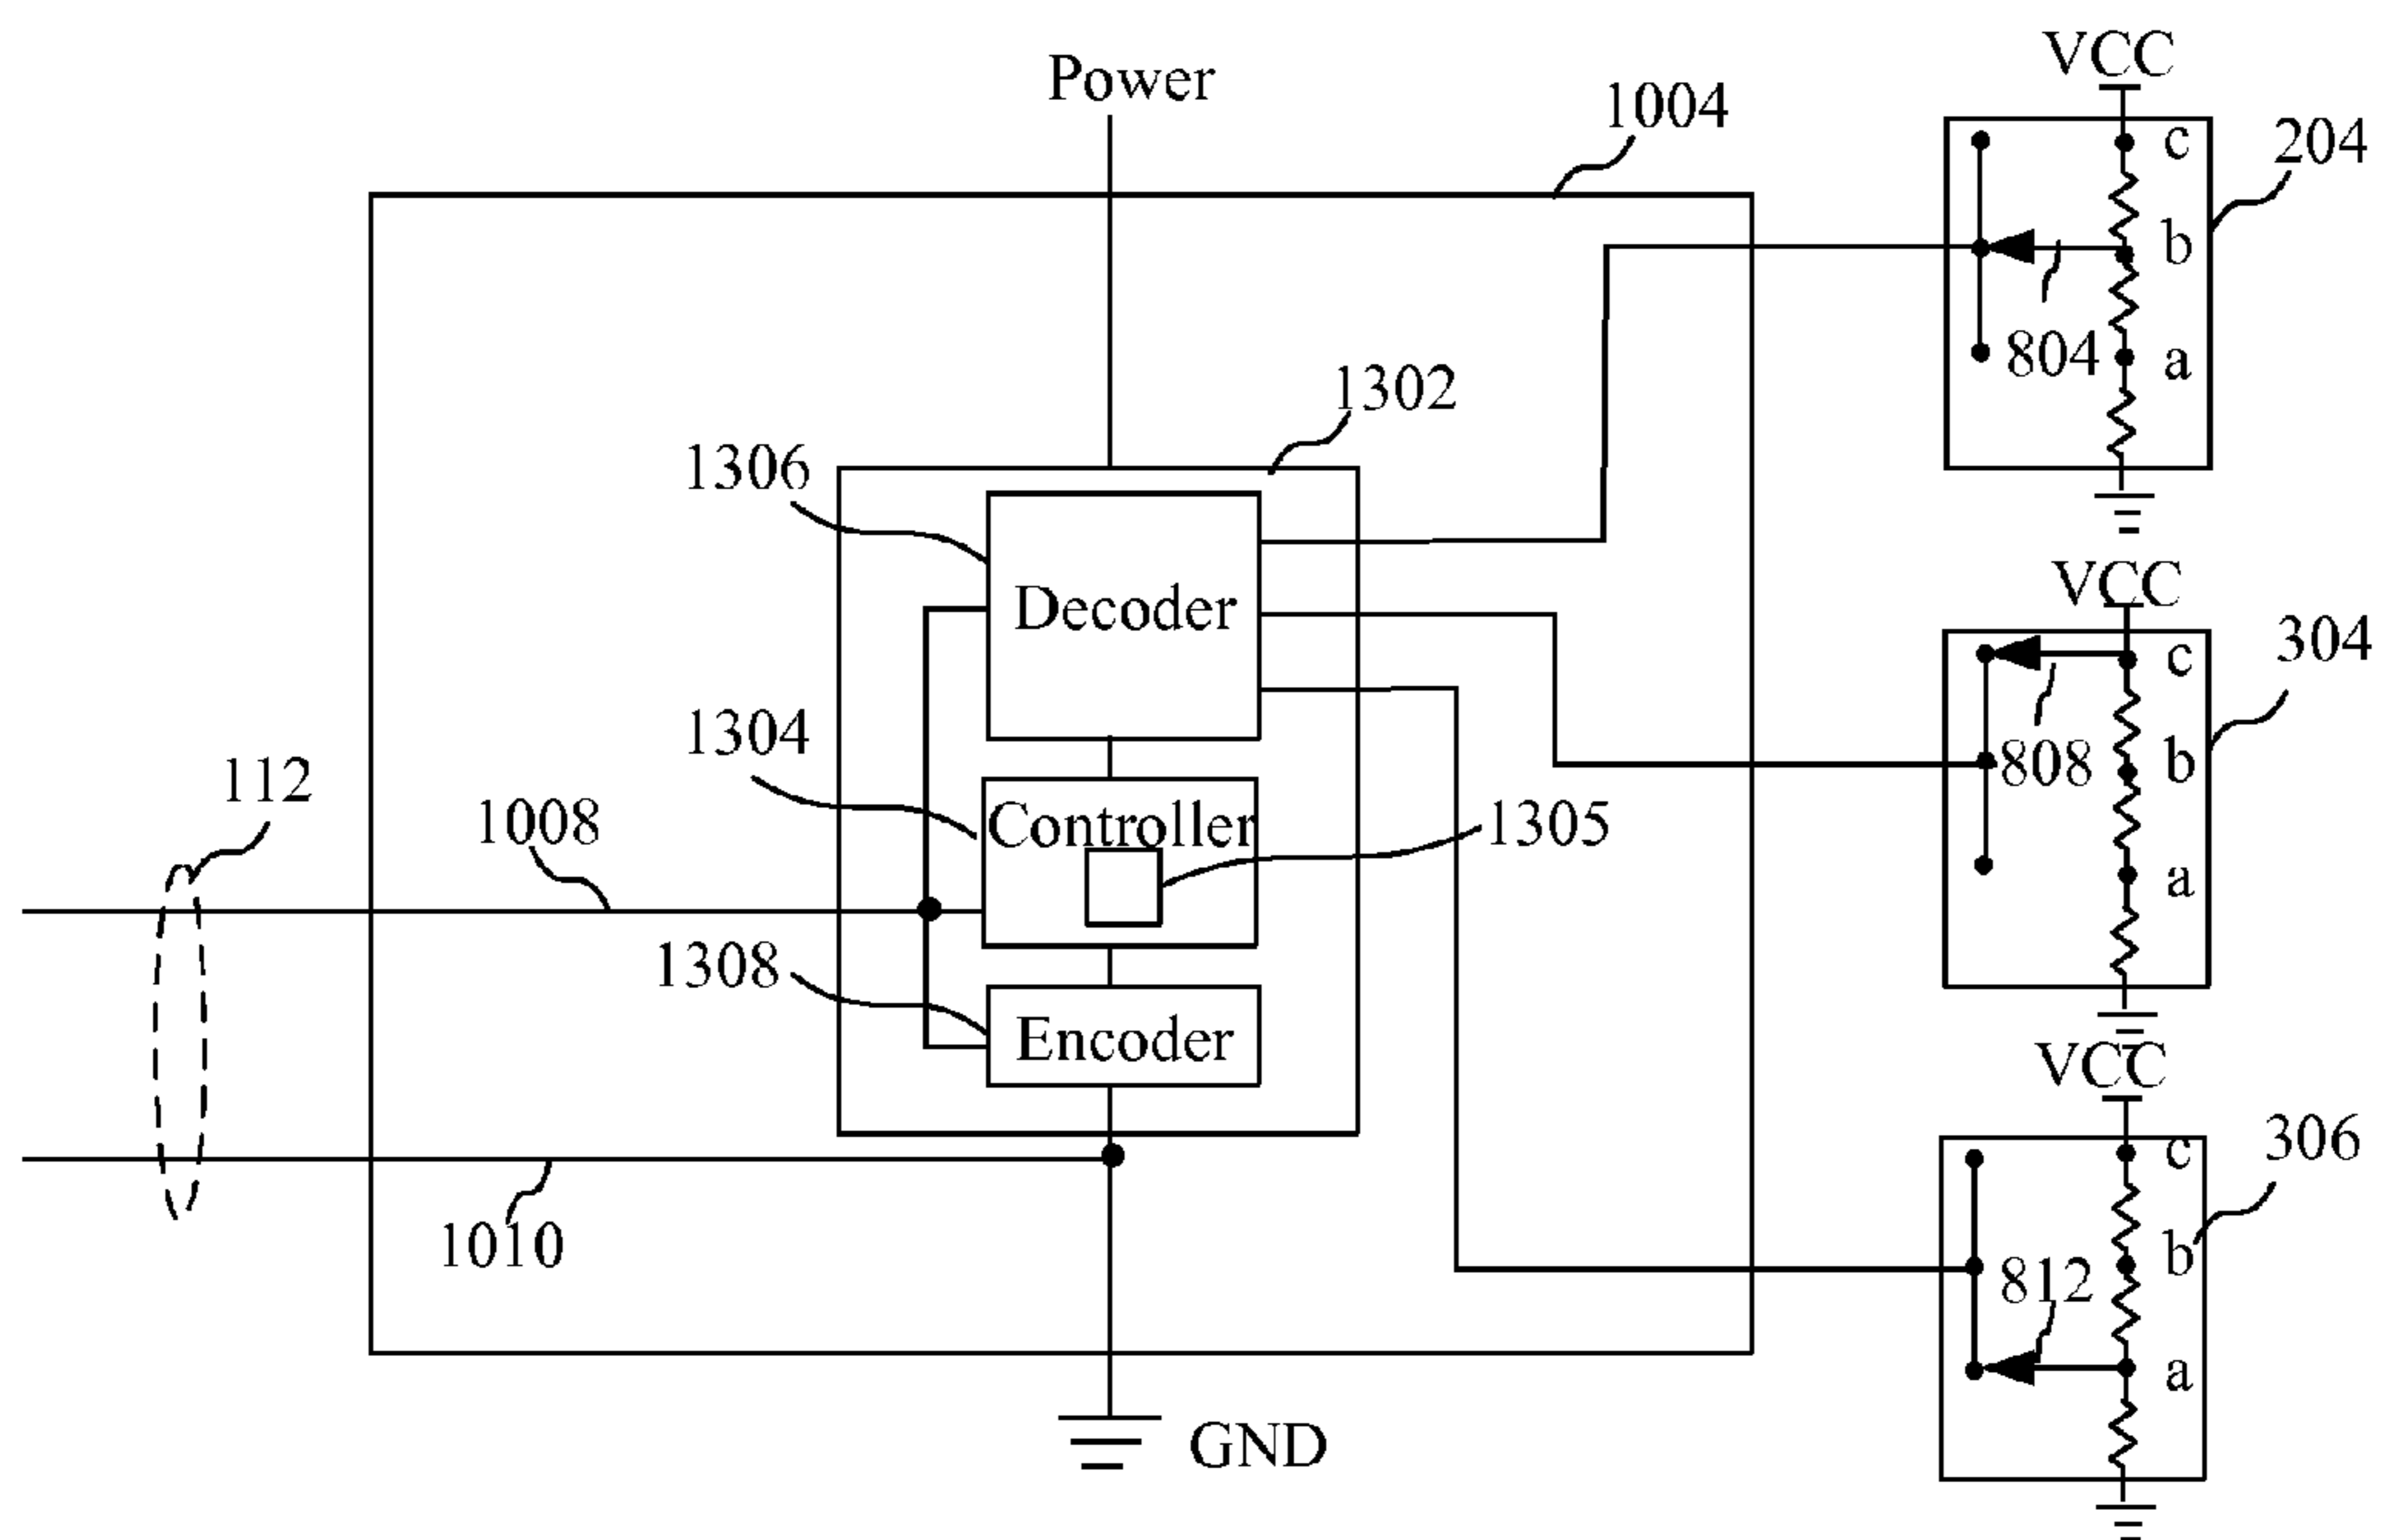 VCC
Power
1004
c
204
b
804
a
1302
1306
VCC
Decoder
c
304
1304
808
b
112
1008
Controller
1305
a
1308
Encoder
VCC
306
c
1010
b
812
a
GND